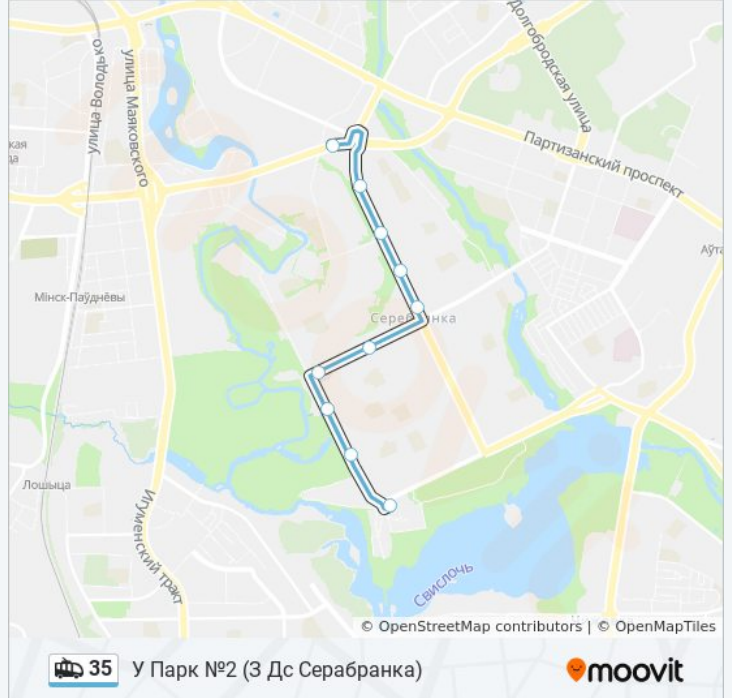 Долгобродская улица
улица Володько
улица Маяковского
Партизанский проспект
Мінск-Паўднёвы
Лошыца
Игуменский тракт
Свислочь
© OpenStreetMap contributors | © OpenMapTiles
35 У Парк №2 (З Дс Серабранка)
moovit